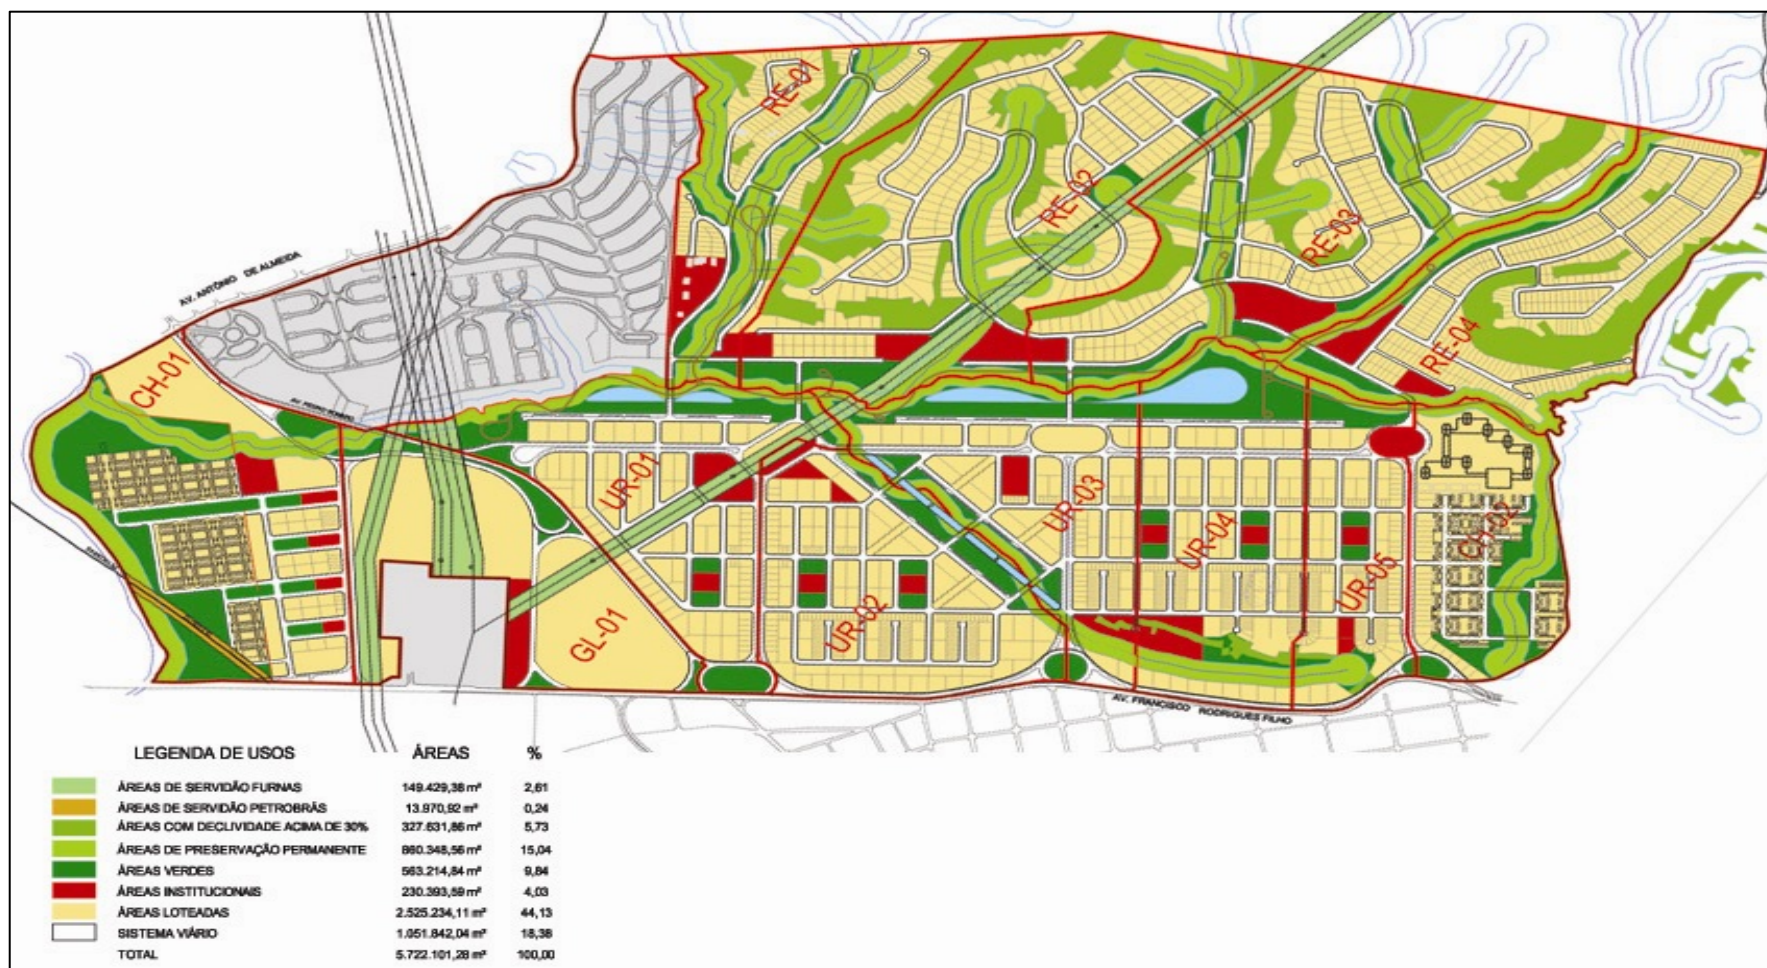 RE-01
RE-02
RE-03
RE-04
AV. ANTÔNIO DE ALMEIDA
CH-01
UR-01
UR-02
UR-03
UR-04
UR-05
CH-02
GL-01
AV. FRANCISCO RODRIGUES FILHO
LEGENDA DE USOS ÁREAS %
ÁREAS DE SERVIDÃO FURNAS 149.429,38 m² 2,61
ÁREAS DE SERVIDÃO PETROBRÁS 13.970,92 m² 0,24
ÁREAS COM DECLIVIDADE ACIMA DE 30% 327.631,86 m² 5,73
ÁREAS DE PRESERVAÇÃO PERMANENTE 860.348,56 m² 15,04
ÁREAS VERDES 563.214,84 m² 9,84
ÁREAS INSTITUCIONAIS 230.393,59 m² 4,03
ÁREAS LOTEADAS 2.525.234,11 m² 44,13
SISTEMA VIÁRIO 1.051.842,04 m² 18,38
TOTAL 5.722.101,28 m² 100,00